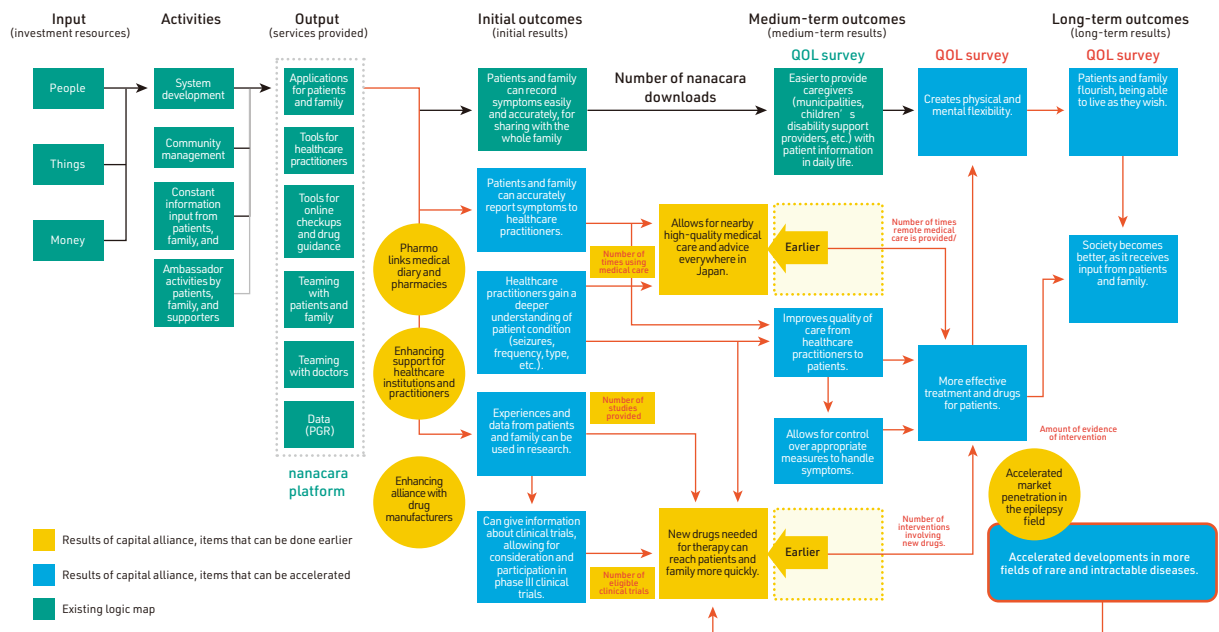 Input
(investment resources)
Activities
Output
(services provided)
Initial outcomes
(initial results)
Medium-term outcomes
(medium-term results)
Long-term outcomes
(long-term results)
QOL survey
QOL survey
QOL survey
People
Things
Money
System
development
Community
management
Constant
information
input from
patients,
family, and
Ambassador
activities by
patients,
family, and
supporters
Applications
for patients
and family
Tools for
healthcare
practitioners
Tools for
online
checkups
and drug
guidance
Teaming
with
patients and
family
Teaming
with doctors
Data
(PGR)
nanacara
platform
Pharmo
links medical
diary and
pharmacies
Enhancing
support for
healthcare
institutions and
practitioners
Enhancing
alliance with
drug
manufacturers
Patients and family
can record
symptoms easily
and accurately, for
sharing with the
whole family
Number of nanacara
downloads
Patients and family
can accurately
report symptoms to
healthcare
practitioners.
Number of
times using
medical care
Healthcare
practitioners gain a
deeper
understanding of
patient condition
(seizures,
frequency, type,
etc.).
Number of
studies
provided
Experiences and
data from patients
and family can be
used in research.
Can give information
about clinical trials,
allowing for
consideration and
participation in
phase III clinical
trials.
Number of
eligible
clinical trials
Allows for nearby
high-quality medical
care and advice
everywhere in
Japan.
New drugs needed
for therapy can
reach patients and
family more quickly.
Easier to provide
caregivers
(municipalities,
children's
disability support
providers, etc.) with
patient information
in daily life.
Earlier
Improves quality of
care from
healthcare
practitioners to
patients.
Allows for control
over appropriate
measures to handle
symptoms.
Earlier
Creates physical and
mental flexibility.
Number of times
remote medical
care is provided/
More effective
treatment and drugs
for patients.
Number of
interventions
involving
new drugs.
Patients and family
flourish, being able
to live as they wish.
Society becomes
better, as it receives
input from patients
and family.
Amount of evidence
of intervention
Accelerated
market
penetration in
the epilepsy
field
Accelerated developments in more
fields of rare and intractable diseases.
Results of capital alliance, items that can be done earlier
Results of capital alliance, items that can be accelerated
Existing logic map